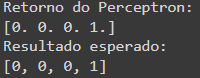 Retorno do Perceptron:
[0. 0. 0. 1.]
Resultado esperado:
[0, 0, 0, 1]